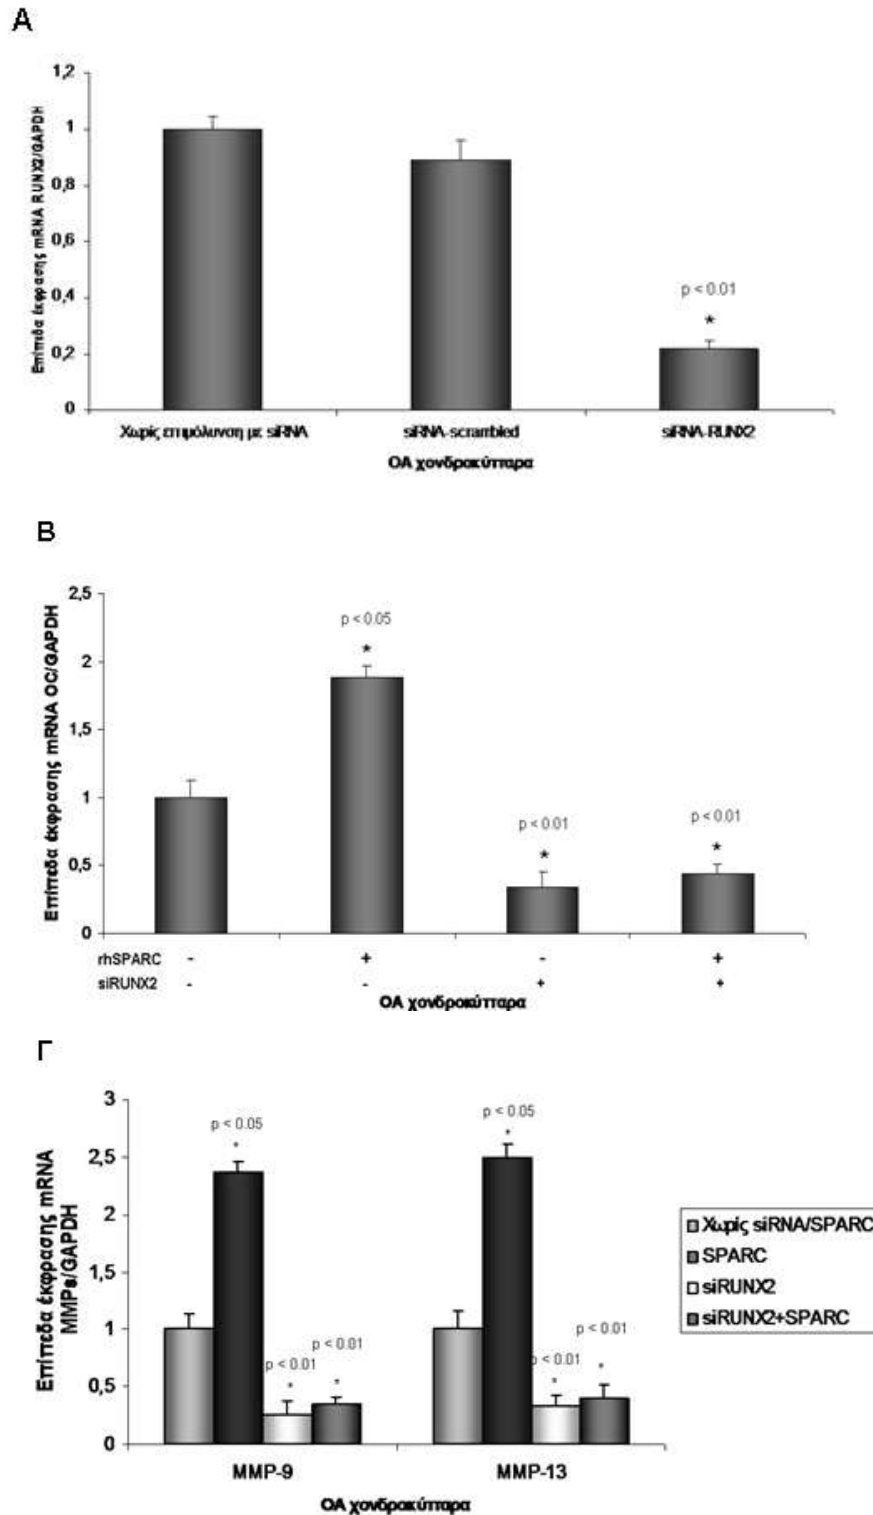 A
Επίπεδα έκφρασης mRNA RUNX2/GAPDH
1,2
1
0,8
0,6
0,4
0,2
0
p < 0.01
*
Χωρίς επιμόλυνση με siRNA
siRNA-scrambled
siRNA-RUNX2
ΟΑ χονδροκύτταρα
B
Επίπεδα έκφρασης mRNA OC/GAPDH
2,5
2
1,5
1
0,5
0
p < 0.05
*
p < 0.01
*
p < 0.01
*
rhSPARC - + - +
siRUNX2 - - + +
ΟΑ χονδροκύτταρα
Γ
Επίπεδα έκφρασης mRNA
MMPs/GAPDH
3
2,5
2
1,5
1
0,5
0
p < 0.05
*
p < 0.01
*
p < 0.01
*
p < 0.05
*
p < 0.01
*
p < 0.01
*
MMP-9
MMP-13
ΟΑ χονδροκύτταρα
Χωρίς siRNA/SPARC
SPARC
siRUNX2
siRUNX2+SPARC